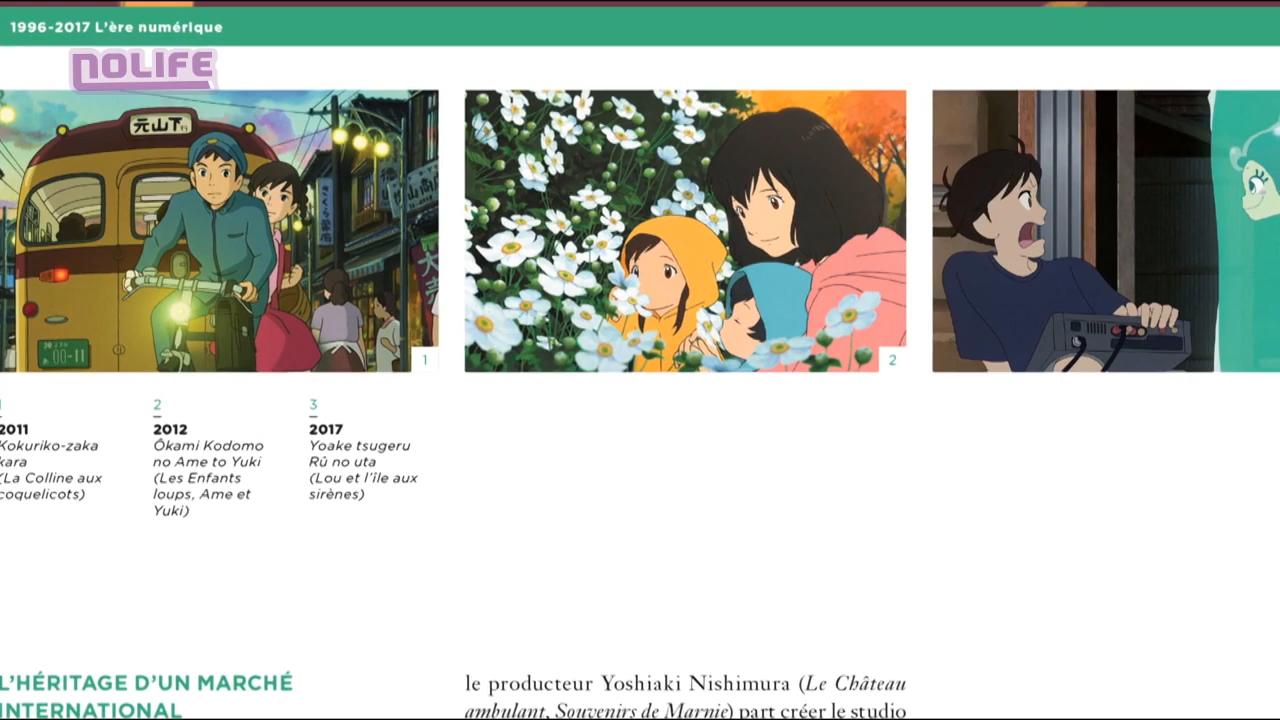 1996-2017 L'ère numérique
NOLIFE
元山下行
00-11
1
2
1
2011
Kokuriko-zaka
kara
(La Colline aux
coquelicots)
2
2012
Ôkami Kodomo
no Ame to Yuki
(Les Enfants
loups, Ame et
Yuki)
3
2017
Yoake tsugeru
Rû no uta
(Lou et l'île aux
sirènes)
L'HÉRITAGE D'UN MARCHÉ
INTERNATIONAL
le producteur Yoshiaki Nishimura (Le Château
ambulant, Souvenirs de Marnie) part créer le studio